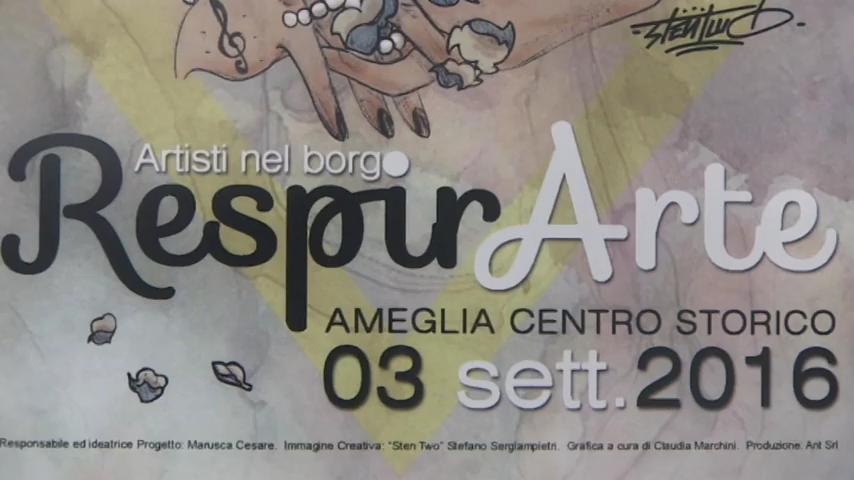 Artisti nel borgo
RespirArte
AMEGLIA CENTRO STORICO
03 sett.2016
Responsabile ed ideatrice Progetto: Marusca Cesare. Immagine Creativa: "Sten Two" Stefano Sergiampietri. Grafica a cura di Claudia Marchini. Produzione: Ant Srl